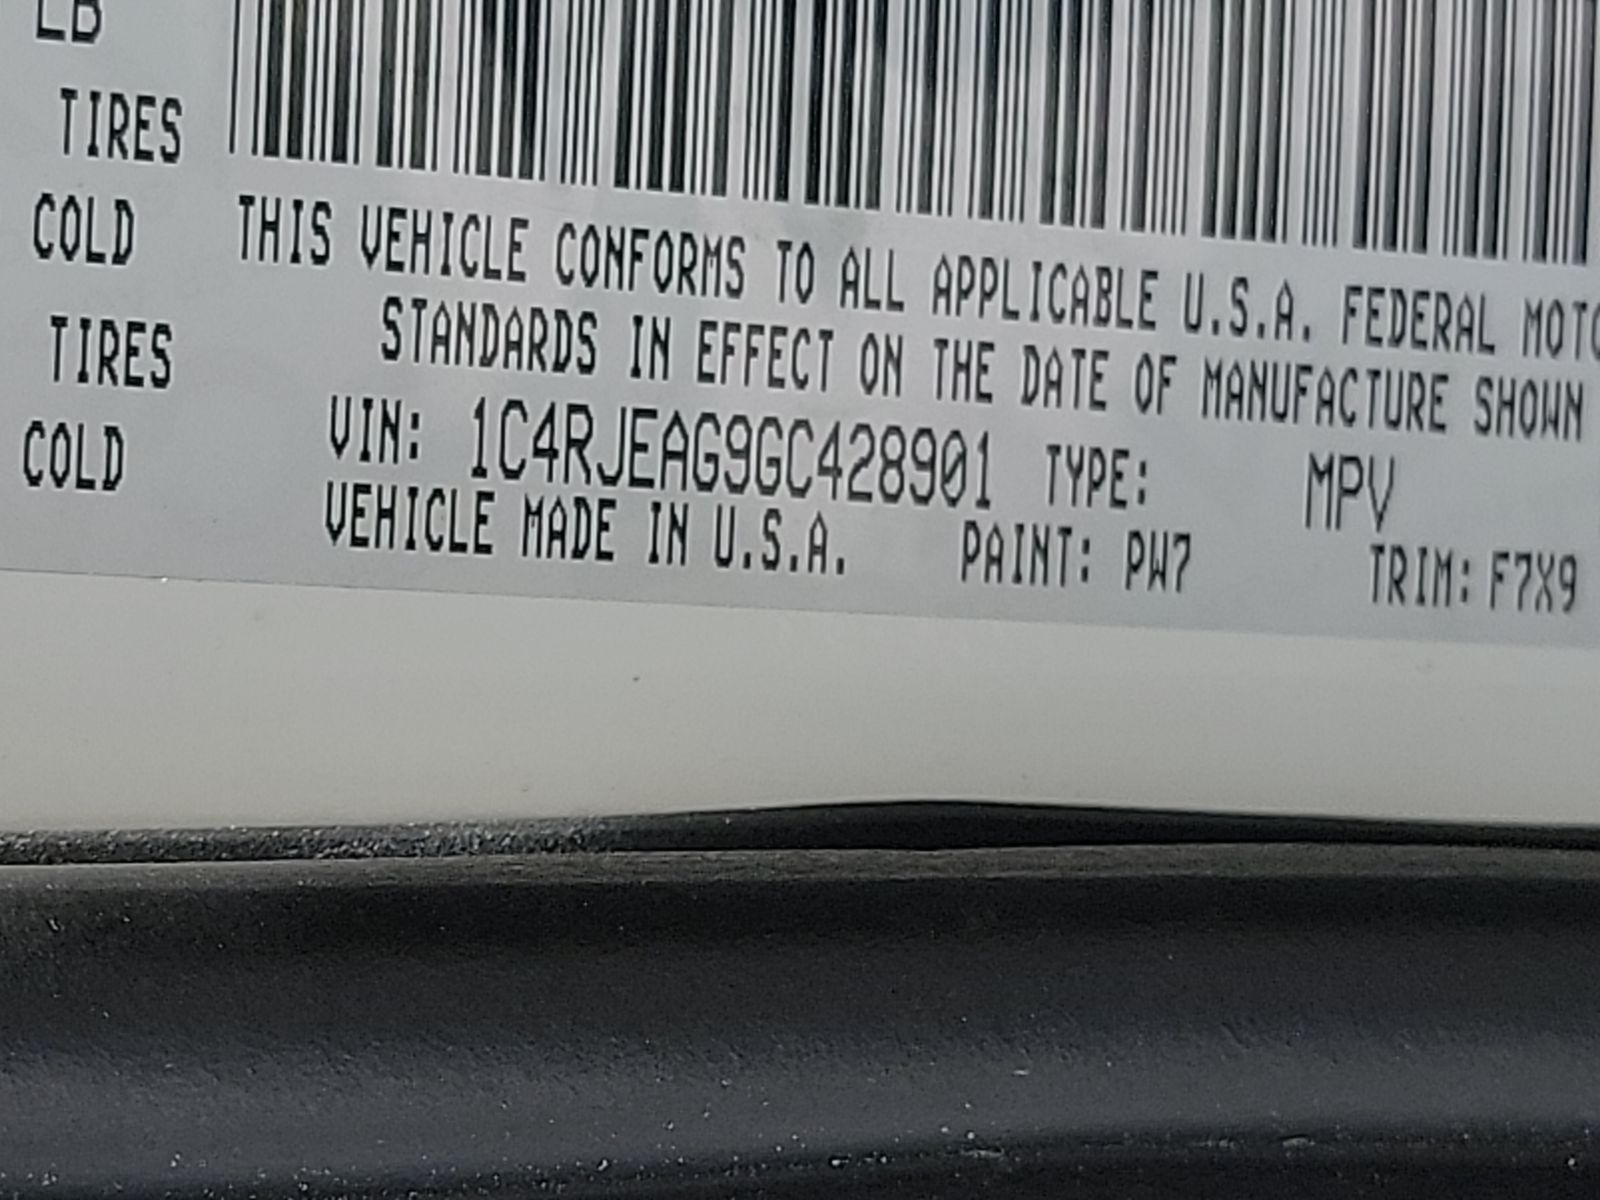 LB
TIRES
COLD
TIRES
COLD
THIS VEHICLE CONFORMS TO ALL APPLICABLE U.S.A. FEDERAL MOTO
STANDARDS IN EFFECT ON THE DATE OF MANUFACTURE SHOWN
VIN: 1C4RJEAG9GC428901 TYPE: MPV
VEHICLE MADE IN U.S.A. PAINT: PW7 TRIM: F7X9